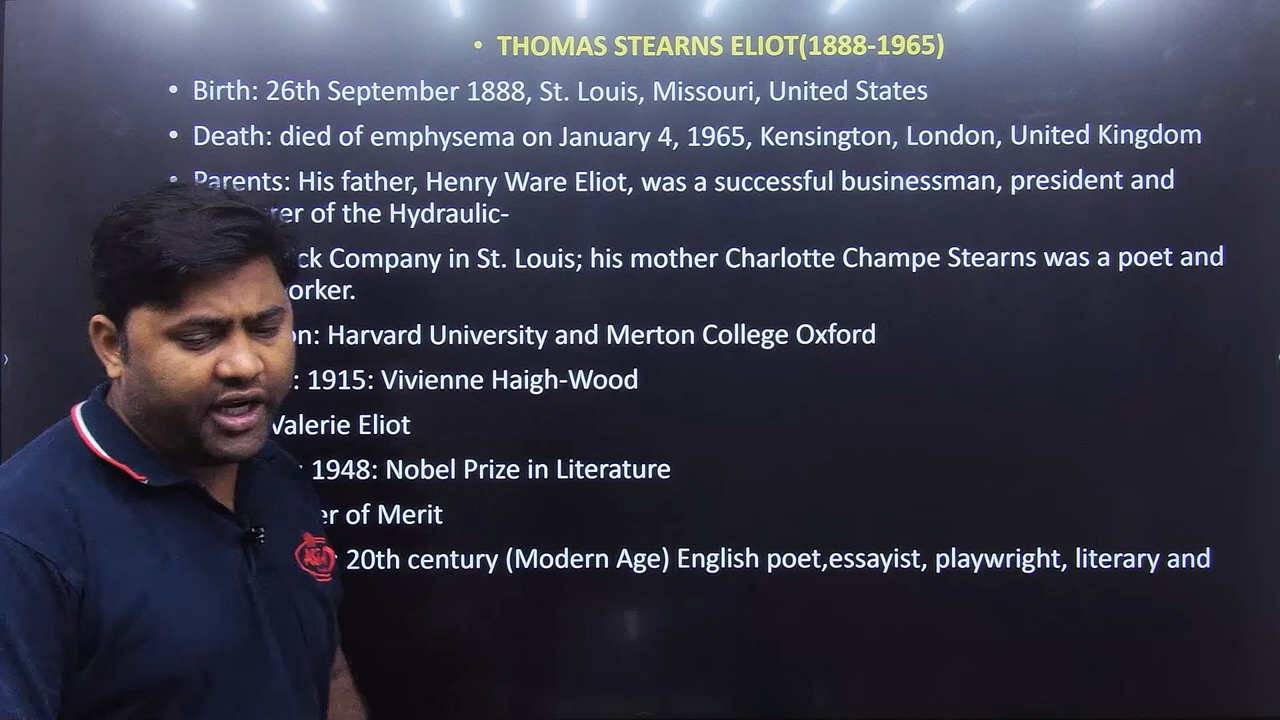 • THOMAS STEARNS ELIOT(1888-1965)
• Birth: 26th September 1888, St. Louis, Missouri, United States
• Death: died of emphysema on January 4, 1965, Kensington, London, United Kingdom
• Parents: His father, Henry Ware Eliot, was a successful businessman, president and
rer of the Hydraulic-
ck Company in St. Louis; his mother Charlotte Champe Stearns was a poet and
orker.
on: Harvard University and Merton College Oxford
: 1915: Vivienne Haigh-Wood
Valerie Eliot
: 1948: Nobel Prize in Literature
er of Merit
: 20th century (Modern Age) English poet,essayist, playwright, literary and